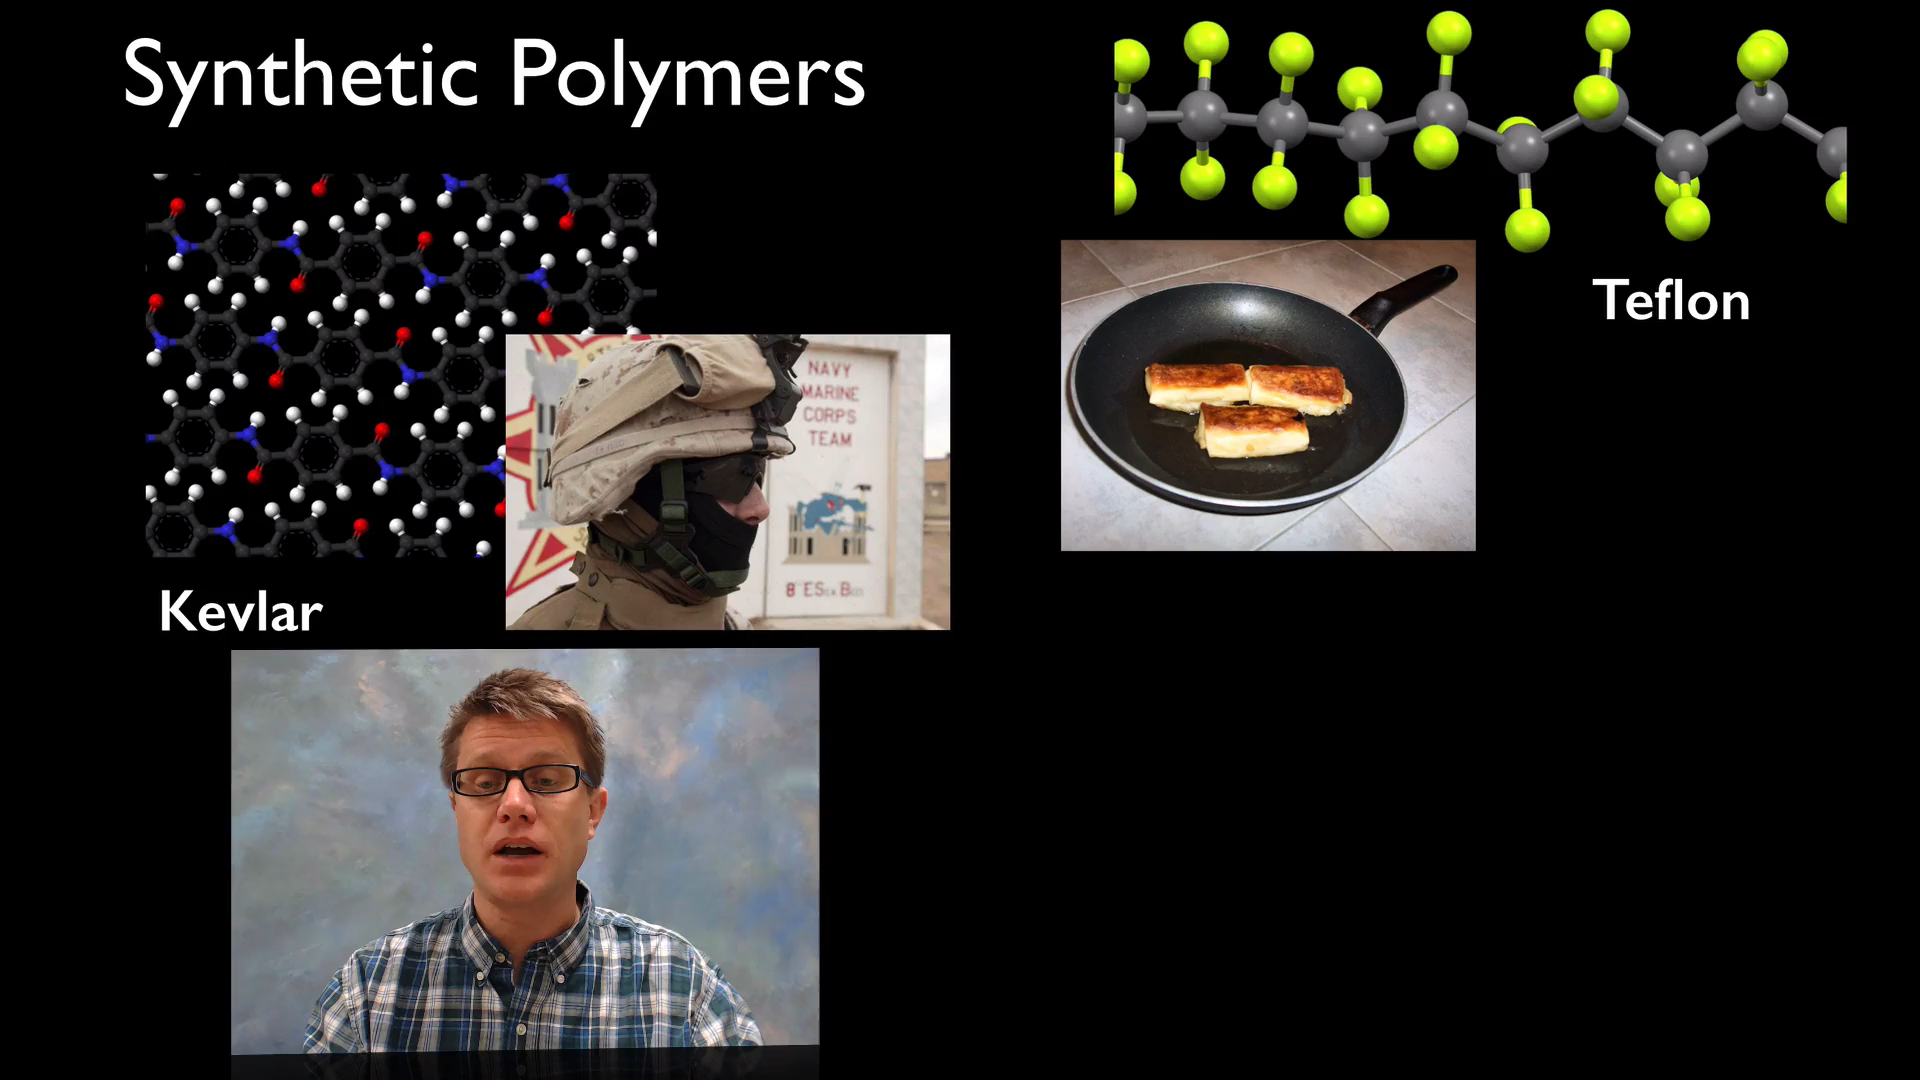 Synthetic Polymers
Teflon
NAVY
MARINE
CORPS
TEAM
Kevlar